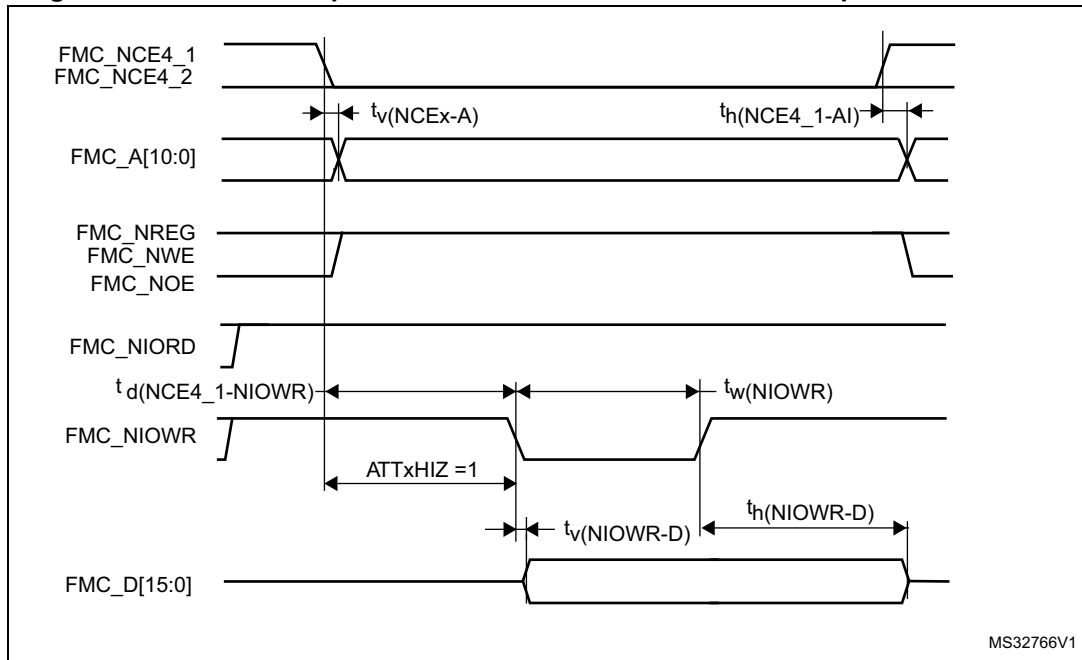 FMC_NCE4_1
FMC_NCE4_2
tv(NCEx-A)
th(NCE4_1-AI)
FMC_A[10:0]
FMC_NREG
FMC_NWE
FMC_NOE
FMC_NIORD
td(NCE4_1-NIOWR)
tw(NIOWR)
FMC_NIOWR
ATTxHIZ =1
th(NIOWR-D)
tv(NIOWR-D)
FMC_D[15:0]
MS32766V1